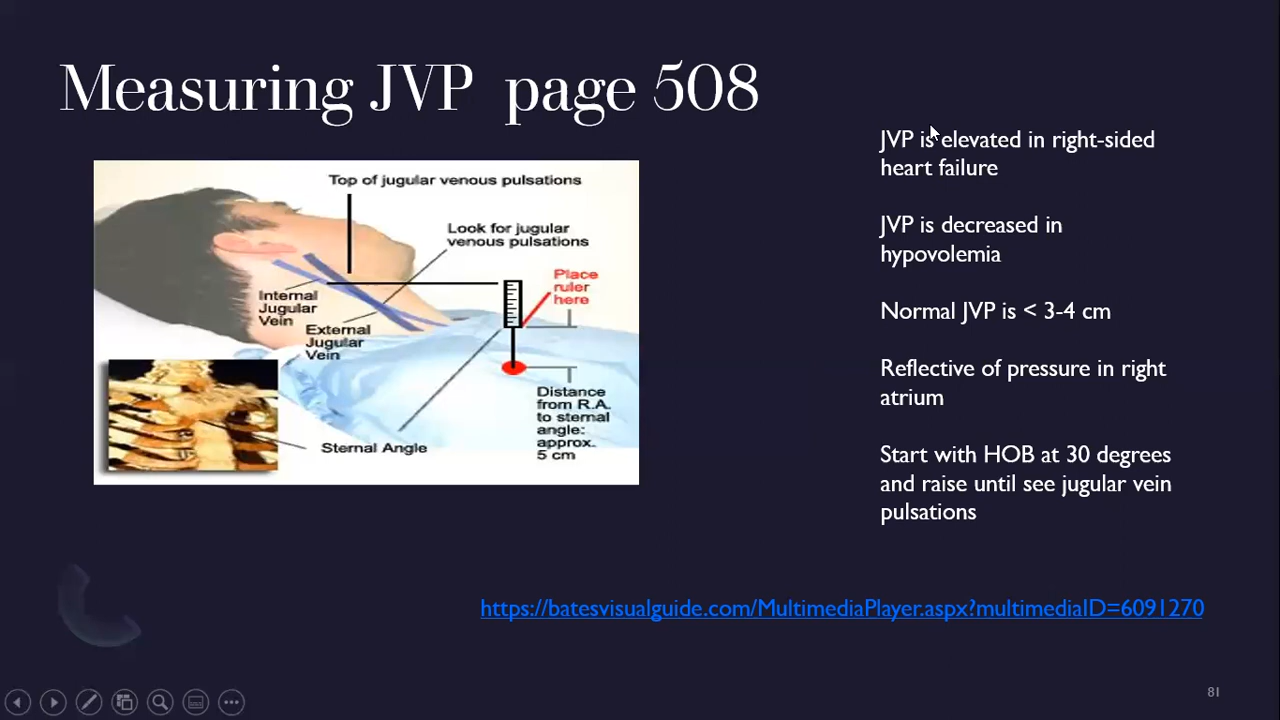 Measuring JVP page 508
Top of jugular venous pulsations
Look for jugular
venous pulsations
Place
ruler
here
Internal
Jugular
Vein
External
Jugular
Vein
Sternal Angle
Distance
from R.A.
to sternal
angle:
approx.
5 cm
JVP is elevated in right-sided
heart failure
JVP is decreased in
hypovolemia
Normal JVP is < 3-4 cm
Reflective of pressure in right
atrium
Start with HOB at 30 degrees
and raise until see jugular vein
pulsations
https://batesvisualguide.com/MultimediaPlayer.aspx?multimediaID=6091270
81